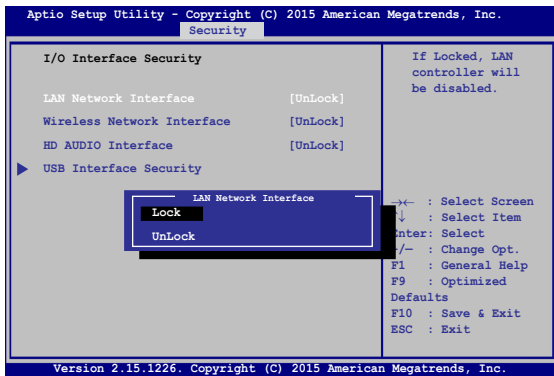 Aptio Setup Utility - Copyright (C) 2015 American Megatrends, Inc.
Security
I/O Interface Security
LAN Network Interface [UnLock]
Wireless Network Interface [UnLock]
HD AUDIO Interface [UnLock]
USB Interface Security
LAN Network Interface
Lock
UnLock
If Locked, LAN
controller will
be disabled.
→← : Select Screen
↑↓ : Select Item
Enter: Select
+/— : Change Opt.
F1 : General Help
F9 : Optimized
Defaults
F10 : Save & Exit
ESC : Exit
Version 2.15.1226. Copyright (C) 2015 American Megatrends, Inc.